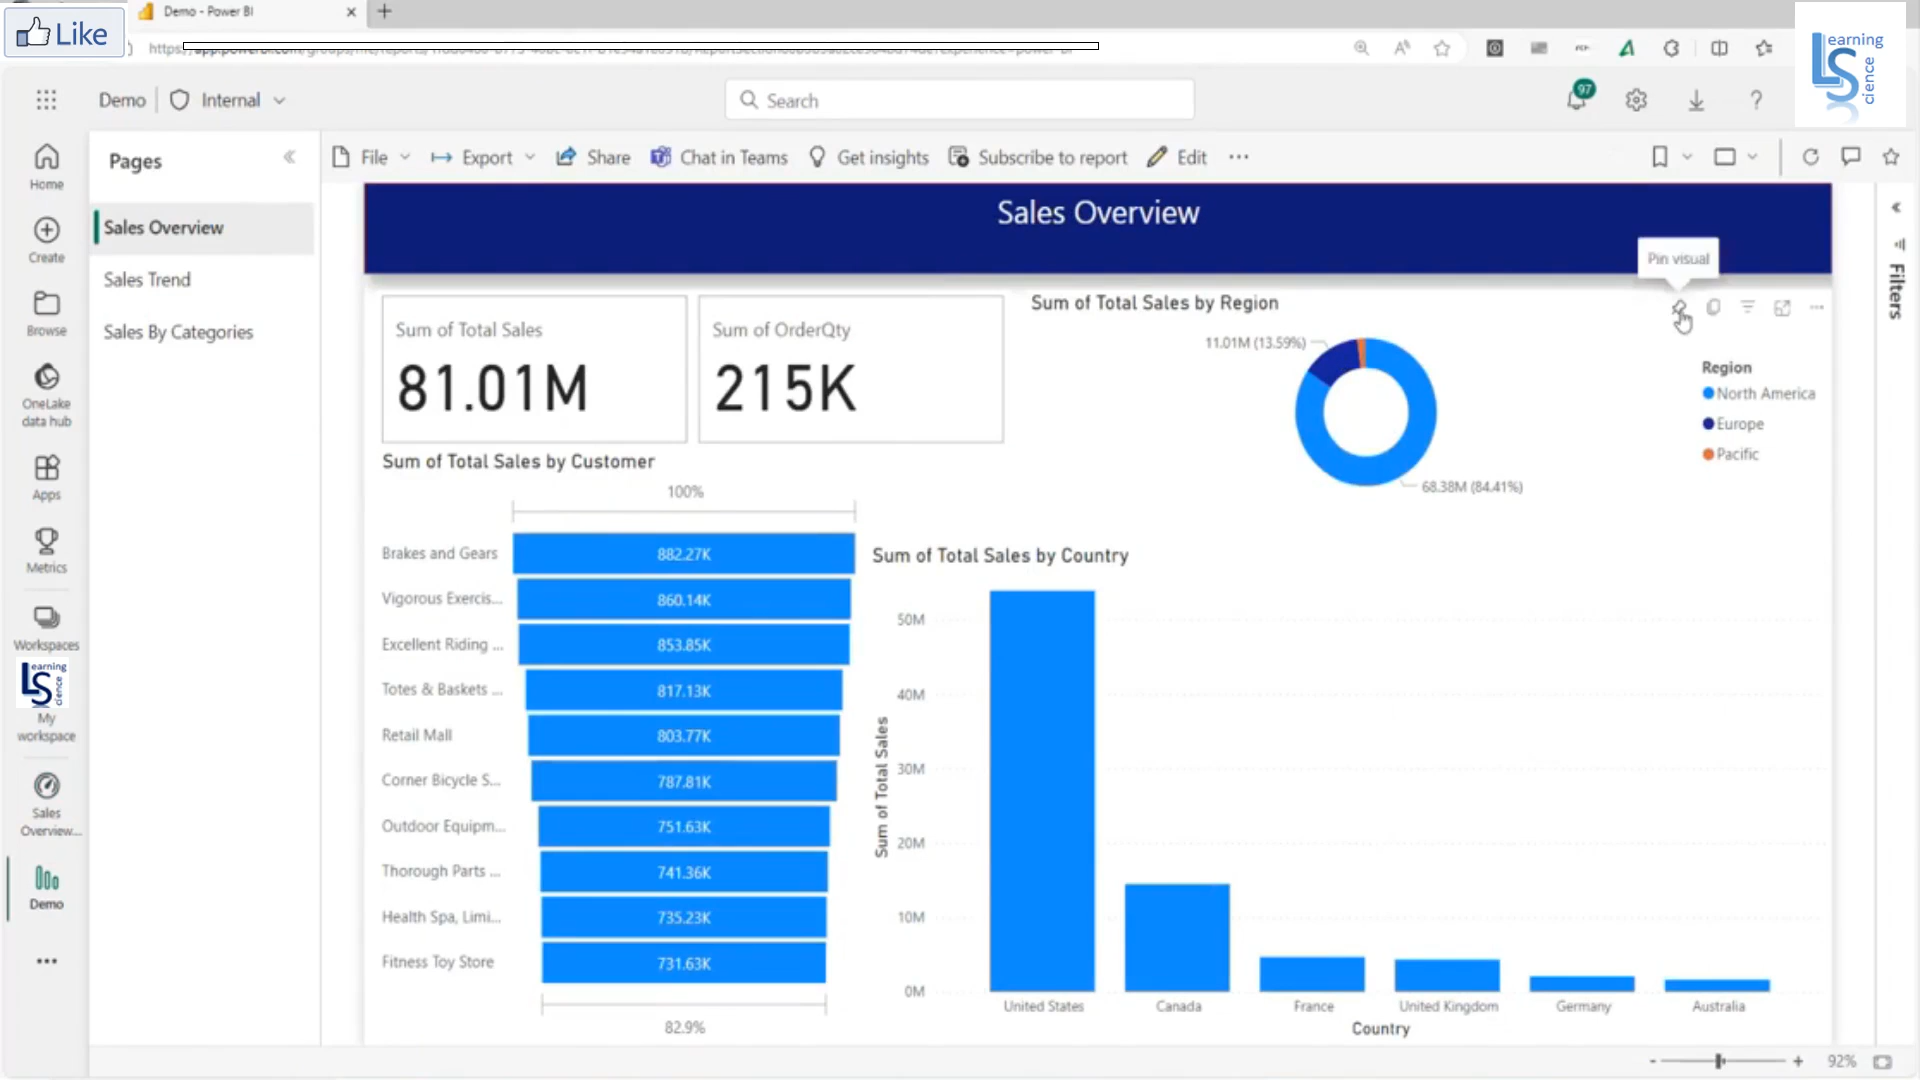 Like
Demo - Power BI
https:
Demo
Internal
Search
97
earning
LS
cience
Home
Create
Browse
OneLake
data hub
Apps
Metrics
Workspaces
earning
LS
cience
My
workspace
Sales
Overview...
Demo
Pages
Sales Overview
Sales Trend
Sales By Categories
File
Export
Share
Chat in Teams
Get insights
Subscribe to report
Edit
Sales Overview
Pin visual
Filters
Sum of Total Sales
81.01M
Sum of OrderQty
215K
Sum of Total Sales by Region
11.01M (13.59%)
68.38M (84.41%)
Region
North America
Europe
Pacific
Sum of Total Sales by Customer
100%
Brakes and Gears 882.27K
Vigorous Exercis... 860.14K
Excellent Riding ... 853.85K
Totes & Baskets ... 817.13K
Retail Mall 803.77K
Corner Bicycle S... 787.81K
Outdoor Equipm... 751.63K
Thorough Parts ... 741.36K
Health Spa, Limi... 735.23K
Fitness Toy Store 731.63K
82.9%
Sum of Total Sales by Country
Sum of Total Sales
50M
40M
30M
20M
10M
0M
United States Canada France United Kingdom Germany Australia
Country
92%